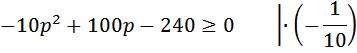 −10p² + 100p − 240 ≥ 0 |· (−1/10)